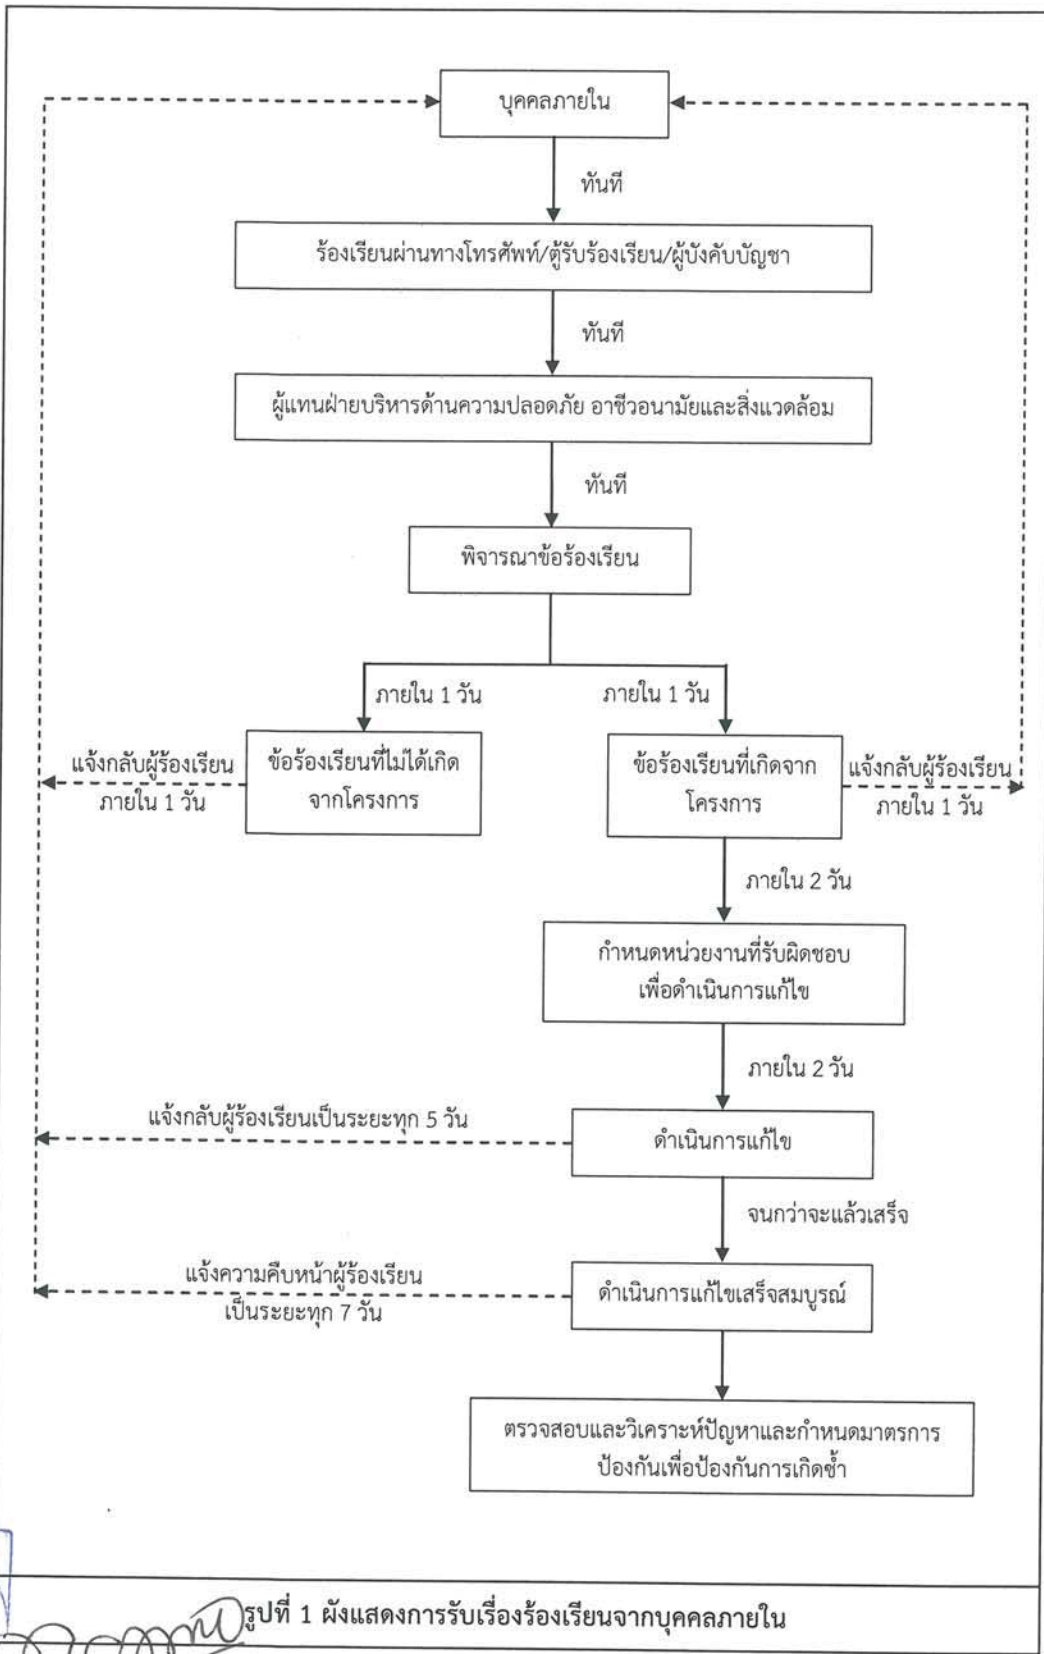 บุคคลภายใน
ทันที
ร้องเรียนผ่านทางโทรศัพท์/ตู้รับร้องเรียน/ผู้บังคับบัญชา
ทันที
ผู้แทนฝ่ายบริหารด้านความปลอดภัย อาชีวอนามัยและสิ่งแวดล้อม
ทันที
พิจารณาข้อร้องเรียน
ภายใน 1 วัน
ภายใน 1 วัน
แจ้งกลับผู้ร้องเรียน
ภายใน 1 วัน
ข้อร้องเรียนที่ไม่ได้เกิด
จากโครงการ
ข้อร้องเรียนที่เกิดจาก
โครงการ
แจ้งกลับผู้ร้องเรียน
ภายใน 1 วัน
ภายใน 2 วัน
กำหนดหน่วยงานที่รับผิดชอบ
เพื่อดำเนินการแก้ไข
ภายใน 2 วัน
แจ้งกลับผู้ร้องเรียนเป็นระยะทุก 5 วัน
ดำเนินการแก้ไข
จนกว่าจะแล้วเสร็จ
แจ้งความคืบหน้าผู้ร้องเรียน
เป็นระยะทุก 7 วัน
ดำเนินการแก้ไขเสร็จสมบูรณ์
ตรวจสอบและวิเคราะห์ปัญหาและกำหนดมาตรการ
ป้องกันเพื่อป้องกันการเกิดซ้ำ
รูปที่ 1 ผังแสดงการรับเรื่องร้องเรียนจากบุคคลภายใน